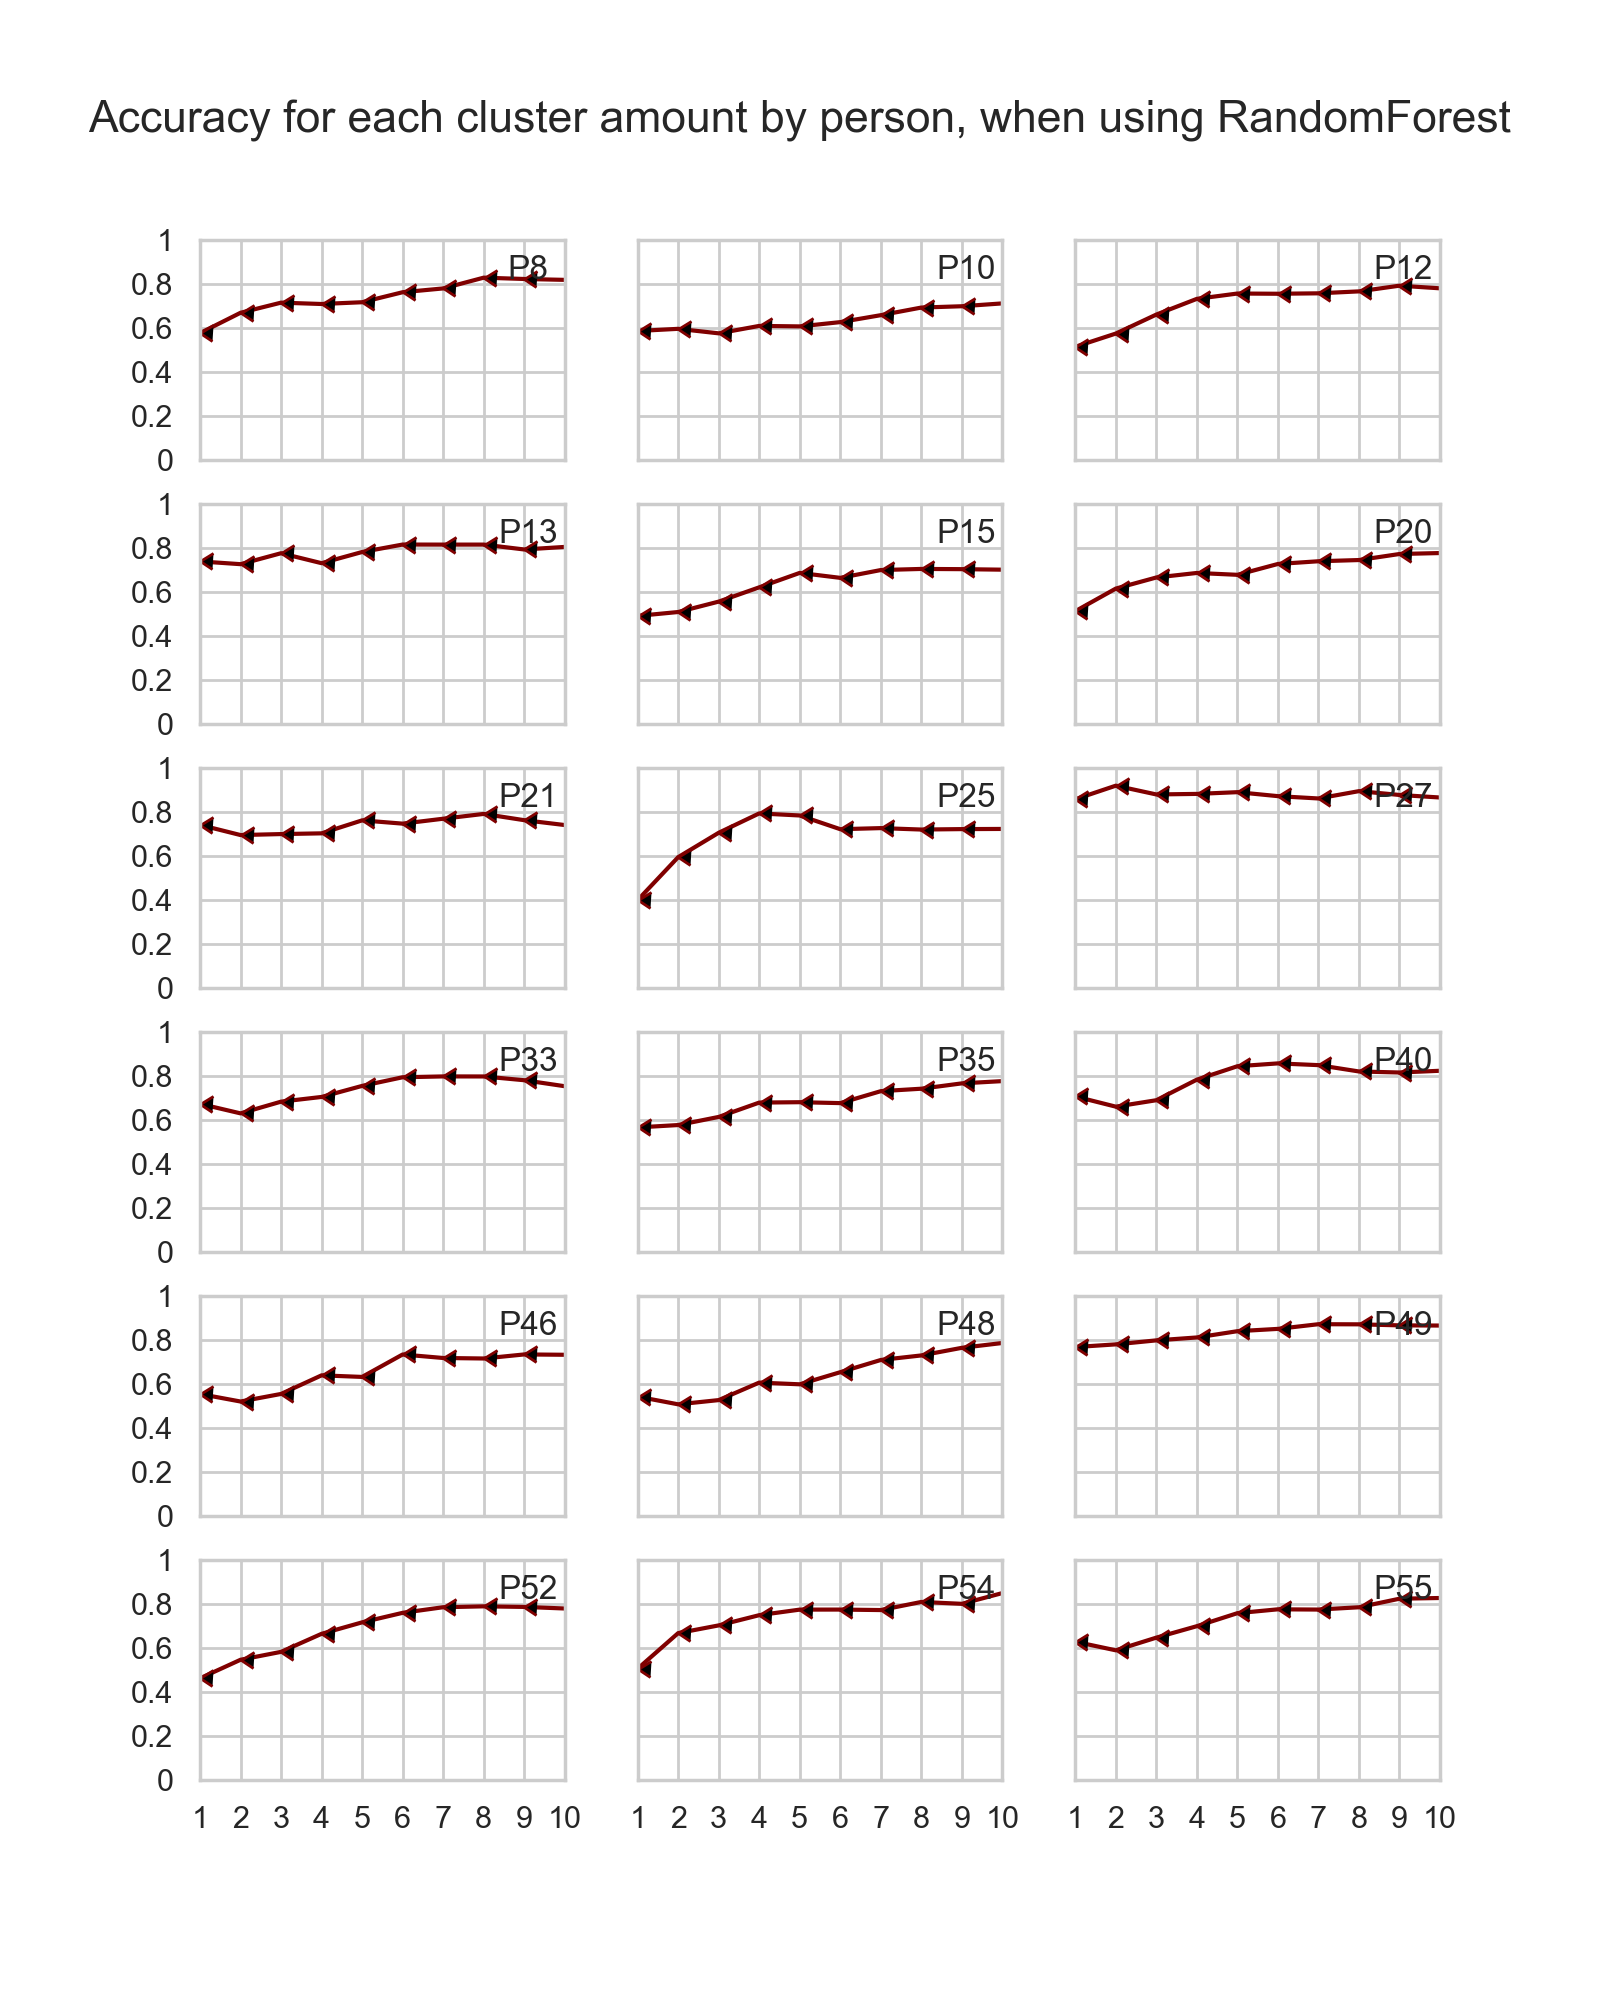 Accuracy for each cluster amount by person, when using RandomForest
1
0.8
0.6
0.4
0.2
0
P8
P10
P12
1
0.8
0.6
0.4
0.2
0
P13
P15
P20
1
0.8
0.6
0.4
0.2
0
P21
P25
P27
1
0.8
0.6
0.4
0.2
0
P33
P35
P40
1
0.8
0.6
0.4
0.2
0
P46
P48
P49
1
0.8
0.6
0.4
0.2
0
P52
P54
P55
1 2 3 4 5 6 7 8 9 10
1 2 3 4 5 6 7 8 9 10
1 2 3 4 5 6 7 8 9 10